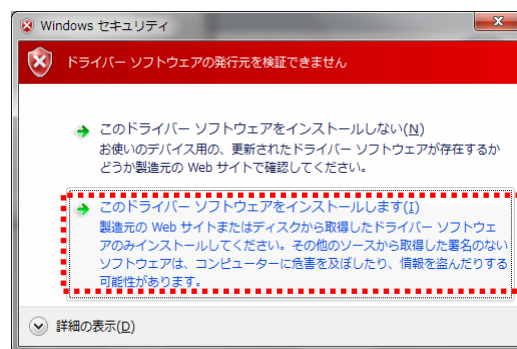 Windows セキュリティ
ドライバー ソフトウェアの発行元を検証できません
このドライバー ソフトウェアをインストールしない(N)
お使いのデバイス用の、更新されたドライバー ソフトウェアが存在するか
どうか製造元の Web サイトで確認してください。
このドライバー ソフトウェアをインストールします(I)
製造元の Web サイトまたはディスクから取得したドライバー ソフトウェ
アのみインストールしてください。その他のソースから取得した署名のない
ソフトウェアは、コンピューターに危害を及ぼしたり、情報を盗んだりする
可能性があります。
詳細の表示(D)